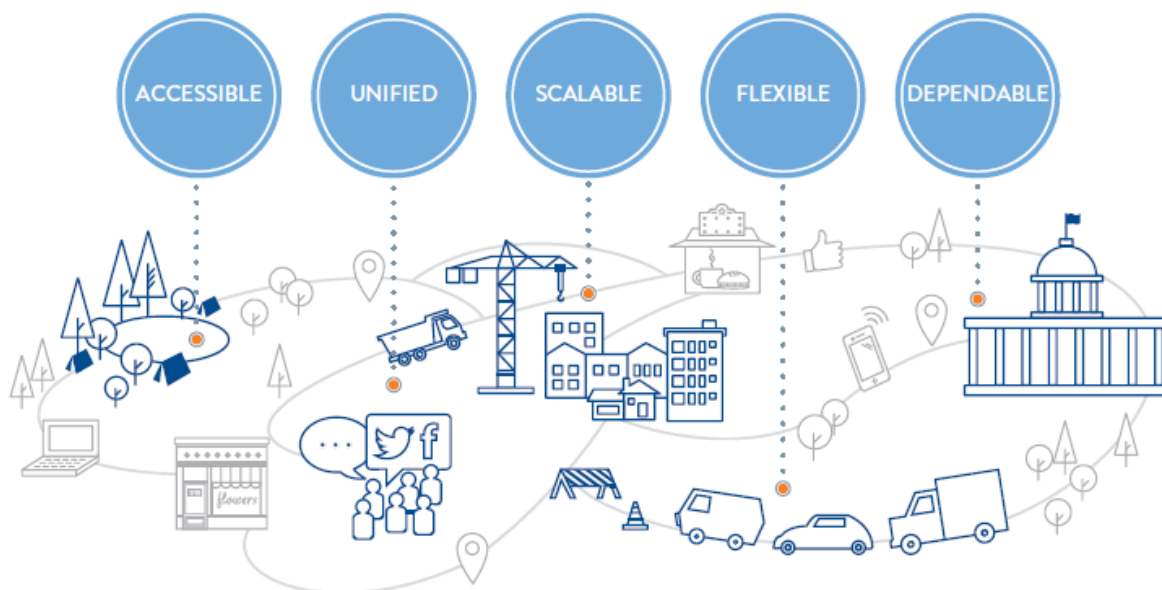 ACCESSIBLE
UNIFIED
SCALABLE
FLEXIBLE
DEPENDABLE
f
flowers